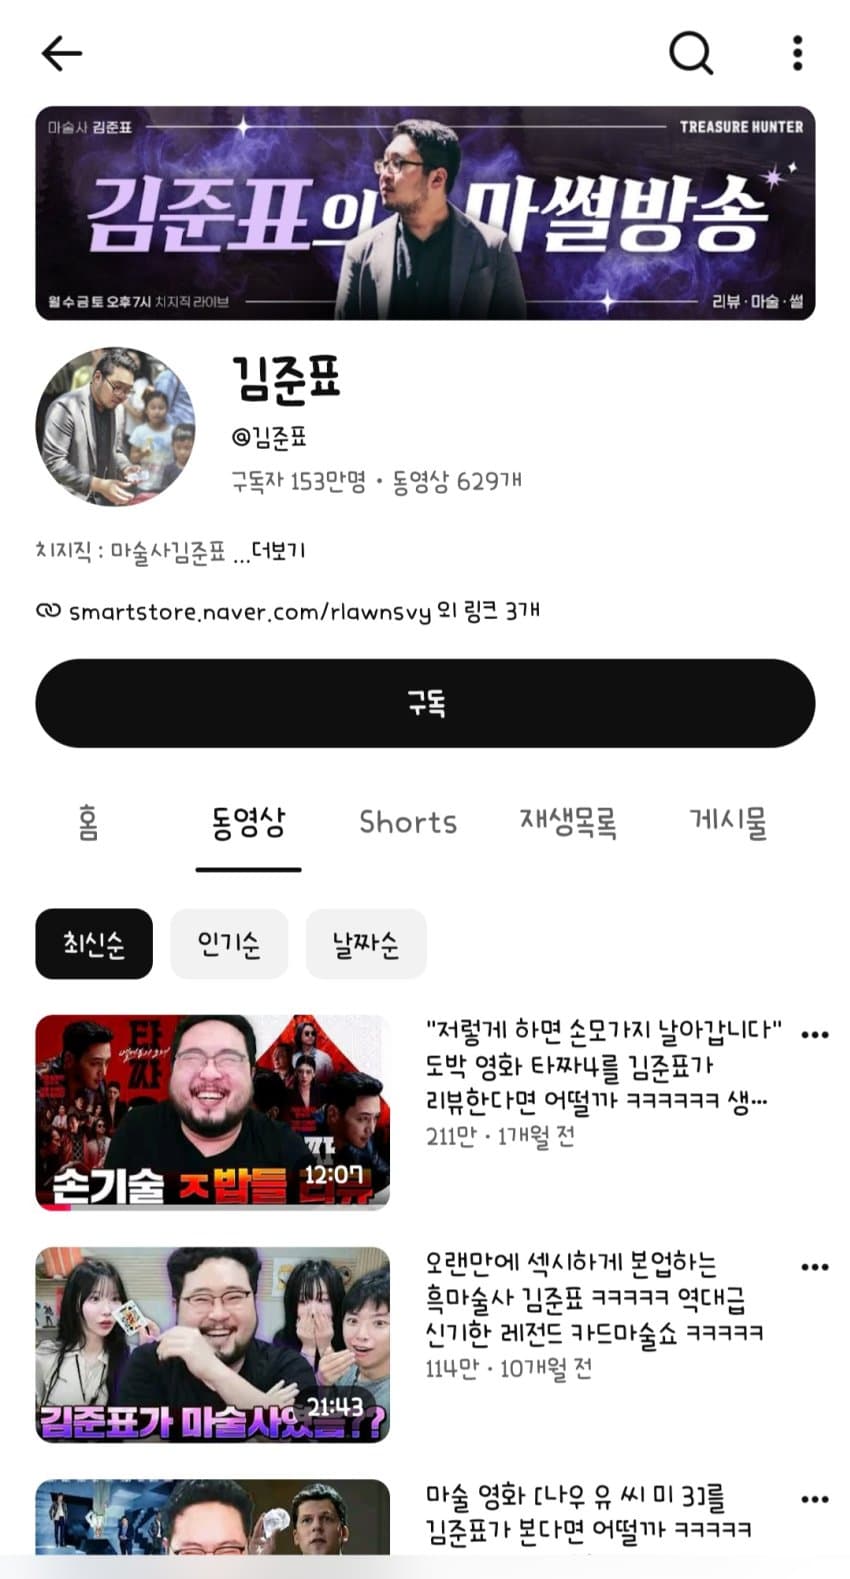 마술사 김준표
TREASURE HUNTER
김준표의 마썰방송
월수금토 오후7시 치지직 라이브
리뷰 · 마술 · 썰
김준표
@김준표
구독자 153만명 • 동영상 629개
치지직 : 마술사김준표 ...더보기
smartstore.naver.com/rlawnsvy 외 링크 3개
구독
홈 동영상 Shorts 재생목록 게시물
최신순 인기순 날짜순
타짜
손기술 ㅈ밥들 리뷰
12:07
"저렇게 하면 손모가지 날아갑니다"
도박 영화 타짜4를 김준표가
리뷰한다면 어떨까 ㅋㅋㅋㅋㅋㅋ 생...
211만 · 1개월 전
김준표가 마술사였음??
21:43
오랜만에 섹시하게 본업하는
흑마술사 김준표 ㅋㅋㅋㅋㅋ 역대급
신기한 레전드 카드마술쇼 ㅋㅋㅋㅋㅋ
114만 · 10개월 전
마술 영화 [나우 유 씨 미 3]를
김준표가 본다면 어떨까 ㅋㅋㅋㅋㅋ